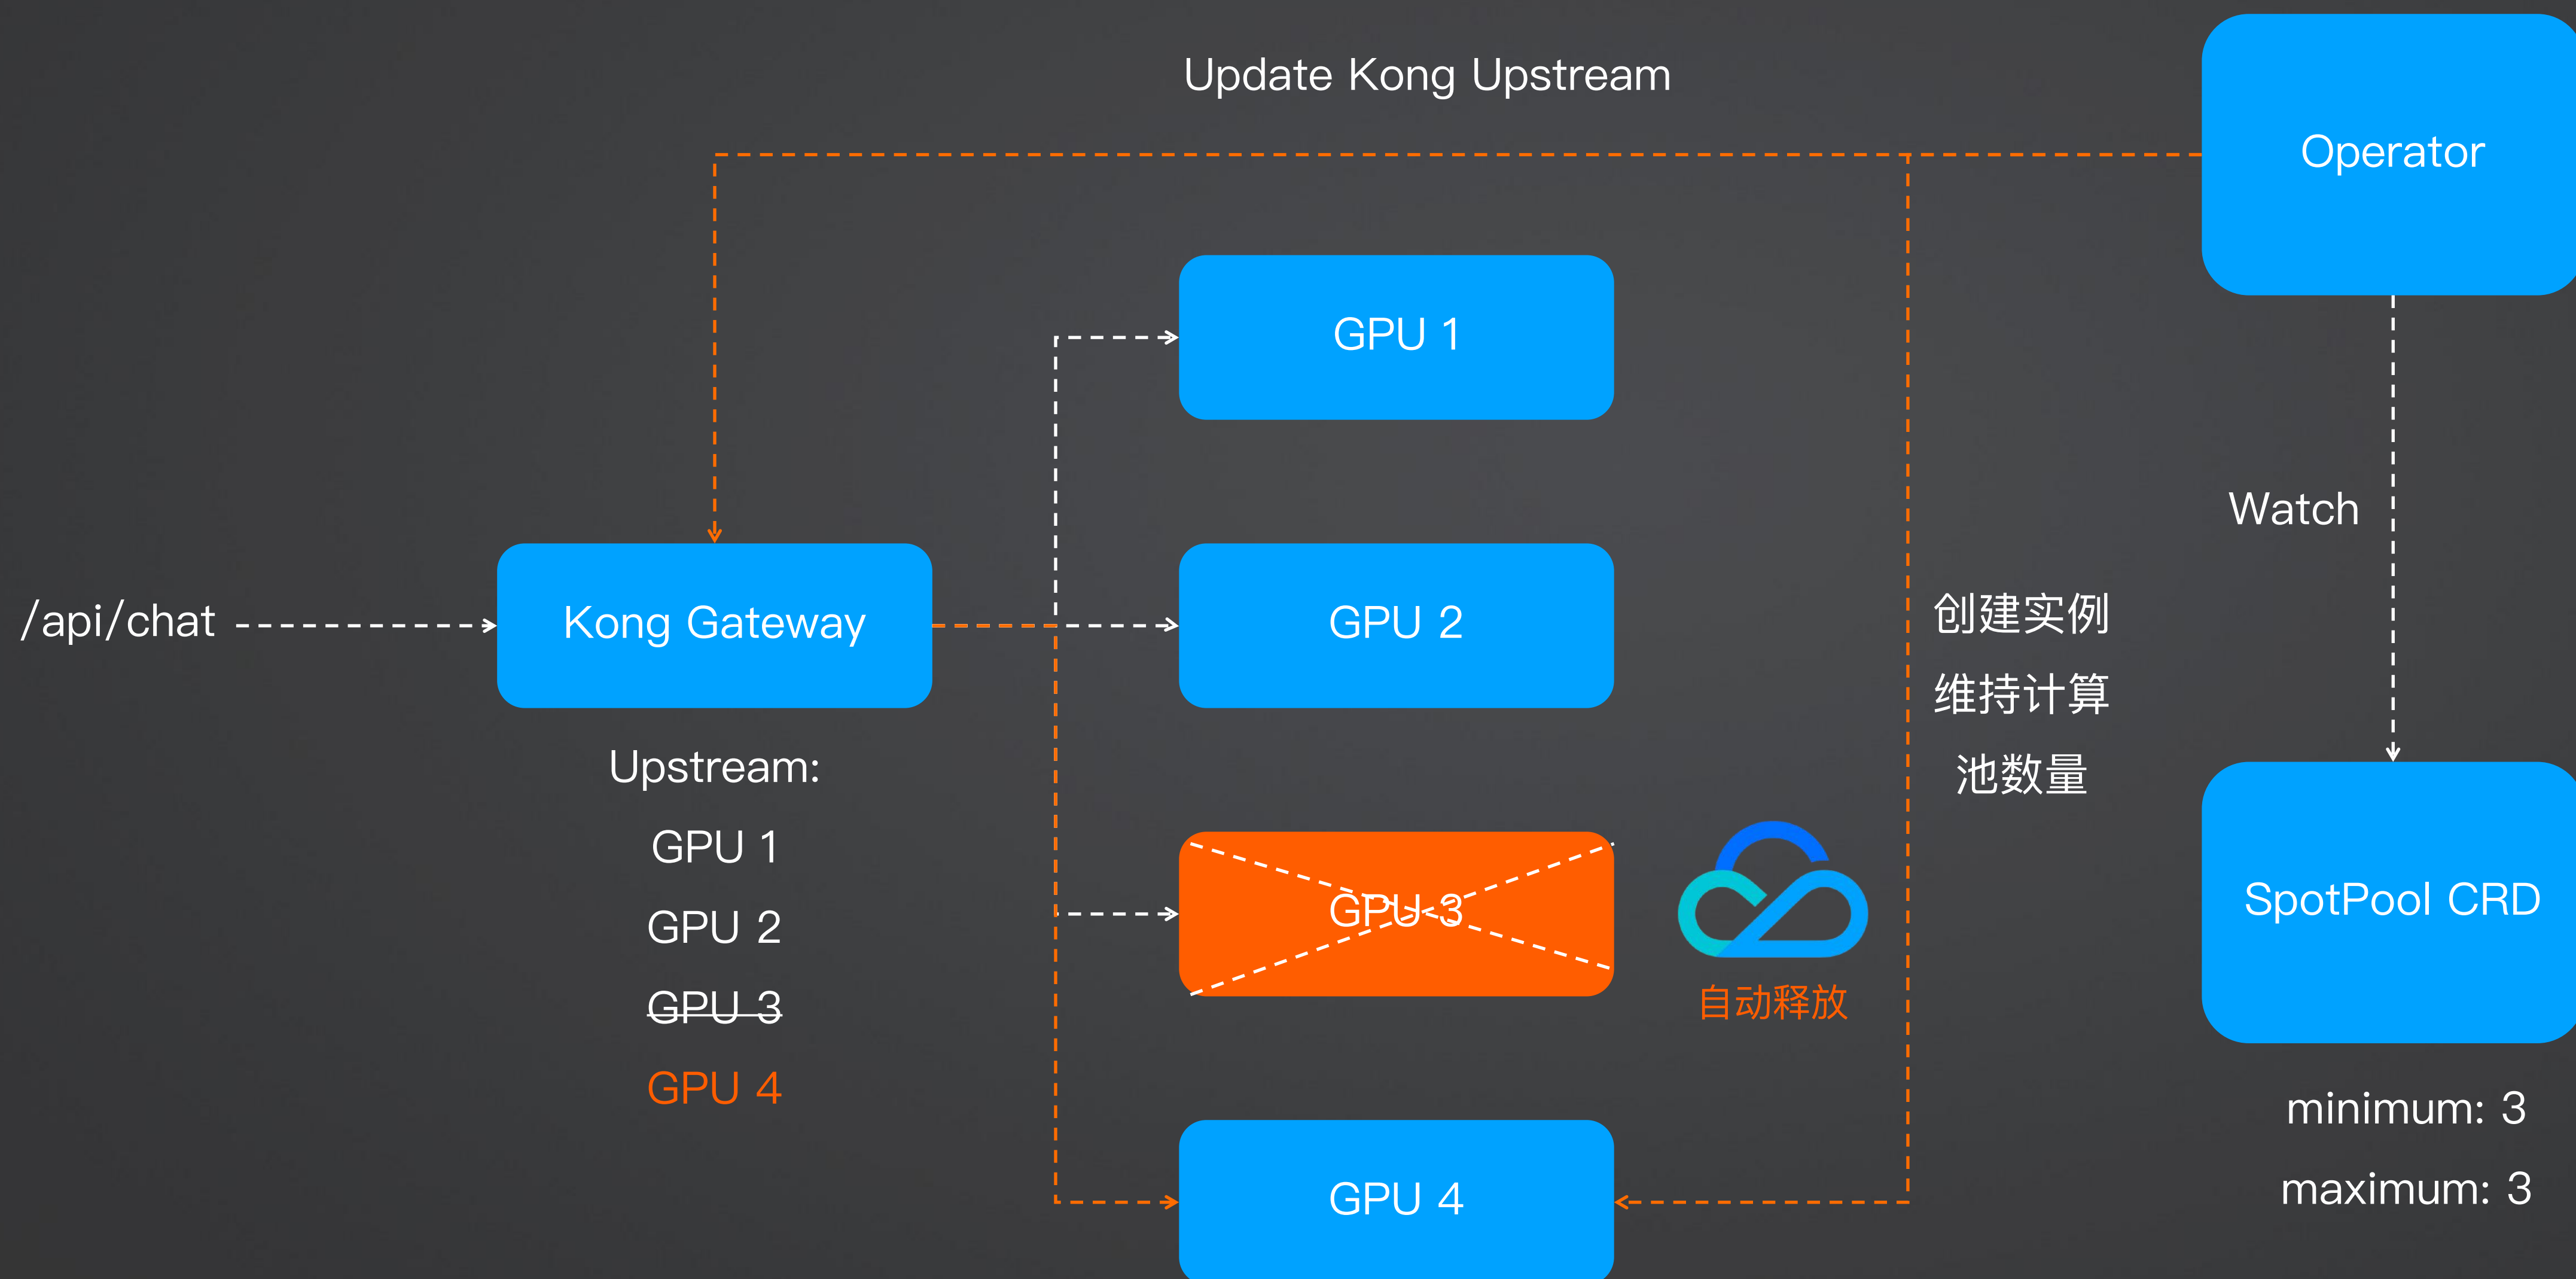 Update Kong Upstream
Operator
GPU 1
Watch
/api/chat
Kong Gateway
GPU 2
创建实例
维持计算
池数量
Upstream:
GPU 1
GPU 2
GPU 3
GPU 4
GPU 3
自动释放
SpotPool CRD
minimum: 3
maximum: 3
GPU 4